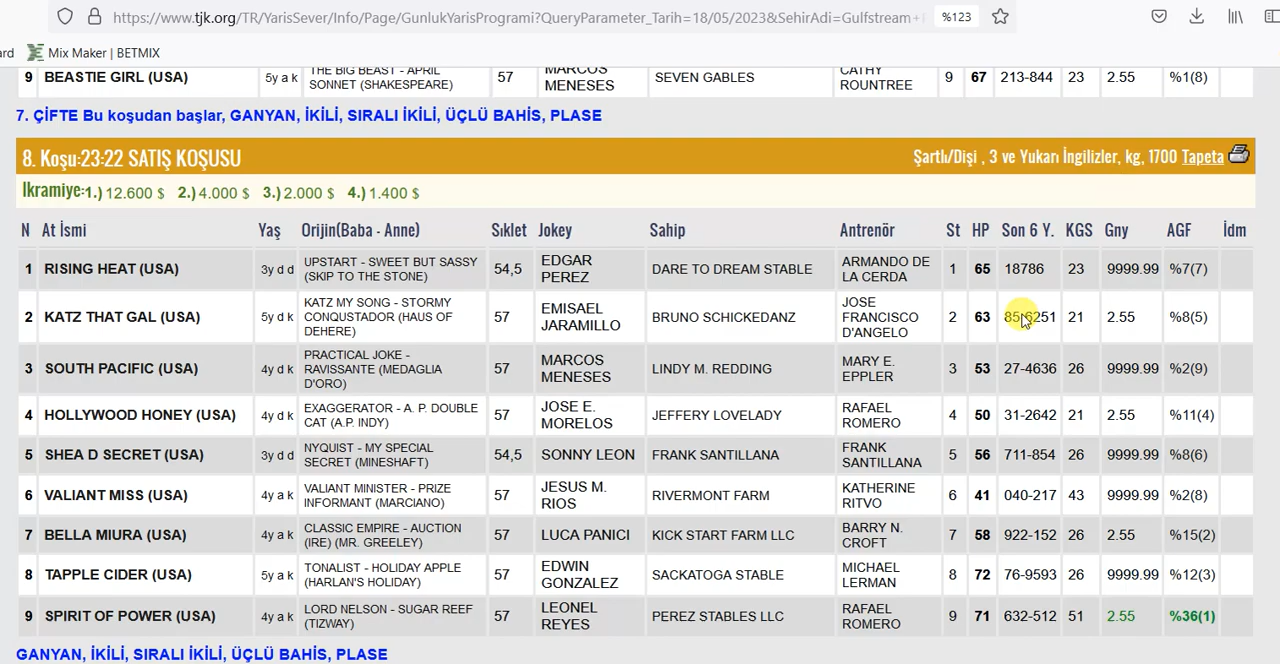 https://www.tjk.org/TR/YarisSever/Info/Page/GunlukYarisProgrami?QueryParameter_Tarih=18/05/2023&SehirAdi=Gulfstream+ %123
ard Mix Maker | BETMIX
9 BEASTIE GIRL (USA) 5y a k THE BIG BEAST - APRIL SONNET (SHAKESPEARE) 57 MARCOS MENESES SEVEN GABLES CATHY ROUNTREE 9 67 213-844 23 2.55 %1(8)
7. ÇİFTE Bu koşudan başlar, GANYAN, İKİLİ, SIRALI İKİLİ, ÜÇLÜ BAHİS, PLASE
8. Koşu:23:22 SATIŞ KOŞUSU Şartlı/Dişi , 3 ve Yukarı İngilizler, kg, 1700 Tapeta
İkramiye:1.) 12.600 $ 2.) 4.000 $ 3.) 2.000 $ 4.) 1.400 $
N At İsmi Yaş Orijin(Baba - Anne) Sıklet Jokey Sahip Antrenör St HP Son 6 Y. KGS Gny AGF İdm
1 RISING HEAT (USA) 3y d d UPSTART - SWEET BUT SASSY (SKIP TO THE STONE) 54,5 EDGAR PEREZ DARE TO DREAM STABLE ARMANDO DE LA CERDA 1 65 18786 23 9999.99 %7(7)
2 KATZ THAT GAL (USA) 5y d k KATZ MY SONG - STORMY CONQUSTADOR (HAUS OF DEHERE) 57 EMISAEL JARAMILLO BRUNO SCHICKEDANZ JOSE FRANCISCO D'ANGELO 2 63 85-6251 21 2.55 %8(5)
3 SOUTH PACIFIC (USA) 4y d k PRACTICAL JOKE - RAVISSANTE (MEDAGLIA D'ORO) 57 MARCOS MENESES LINDY M. REDDING MARY E. EPPLER 3 53 27-4636 26 9999.99 %2(9)
4 HOLLYWOOD HONEY (USA) 4y d k EXAGGERATOR - A. P. DOUBLE CAT (A.P. INDY) 57 JOSE E. MORELOS JEFFERY LOVELADY RAFAEL ROMERO 4 50 31-2642 21 2.55 %11(4)
5 SHEA D SECRET (USA) 3y d d NYQUIST - MY SPECIAL SECRET (MINESHAFT) 54,5 SONNY LEON FRANK SANTILLANA FRANK SANTILLANA 5 56 711-854 26 9999.99 %8(6)
6 VALIANT MISS (USA) 4y a k VALIANT MINISTER - PRIZE INFORMANT (MARCIANO) 57 JESUS M. RIOS RIVERMONT FARM KATHERINE RITVO 6 41 040-217 43 9999.99 %2(8)
7 BELLA MIURA (USA) 4y a k CLASSIC EMPIRE - AUCTION (IRE) (MR. GREELEY) 57 LUCA PANICI KICK START FARM LLC BARRY N. CROFT 7 58 922-152 26 2.55 %15(2)
8 TAPPLE CIDER (USA) 5y a k TONALIST - HOLIDAY APPLE (HARLAN'S HOLIDAY) 57 EDWIN GONZALEZ SACKATOGA STABLE MICHAEL LERMAN 8 72 76-9593 26 9999.99 %12(3)
9 SPIRIT OF POWER (USA) 4y a k LORD NELSON - SUGAR REEF (TIZWAY) 57 LEONEL REYES PEREZ STABLES LLC RAFAEL ROMERO 9 71 632-512 51 2.55 %36(1)
GANYAN, İKİLİ, SIRALI İKİLİ, ÜÇLÜ BAHİS, PLASE